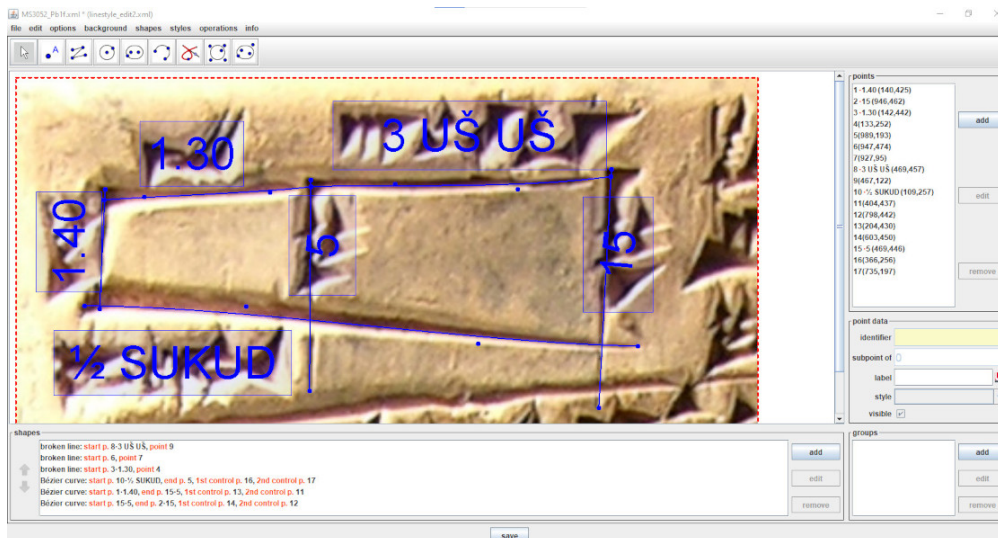 MS3052_Pb1f.xml * (linestyle_edit2.xml)
file edit options background shapes styles operations info
A
1.30
3 UŠ UŠ
1.40
5
15
½ SUKUD
points
1-1.40 (140,425)
2 -15 (946,462)
3 -1.30 (142,442)
4(133,252)
5(989,193)
6(947,474)
7(927,95)
8-3 UŠ UŠ (469,457)
9(467,122)
10 -½ SUKUD (109,257)
11(404,437)
12(798,442)
13(204,430)
14(603,450)
15 -5 (469,446)
16(366,256)
17(735,197)
add
edit
remove
point data
identifier
subpoint of 0
label
style
visible
shapes
broken line: start p. 8-3 UŠ UŠ, point 9
broken line: start p. 6, point 7
broken line: start p. 3-1.30, point 4
Bézier curve: start p. 10-½ SUKUD, end p. 5, 1st control p. 16, 2nd control p. 17
Bézier curve: start p. 1-1.40, end p. 15-5, 1st control p. 13, 2nd control p. 11
Bézier curve: start p. 15-5, end p. 2-15, 1st control p. 14, 2nd control p. 12
add
edit
remove
groups
add
edit
remove
save